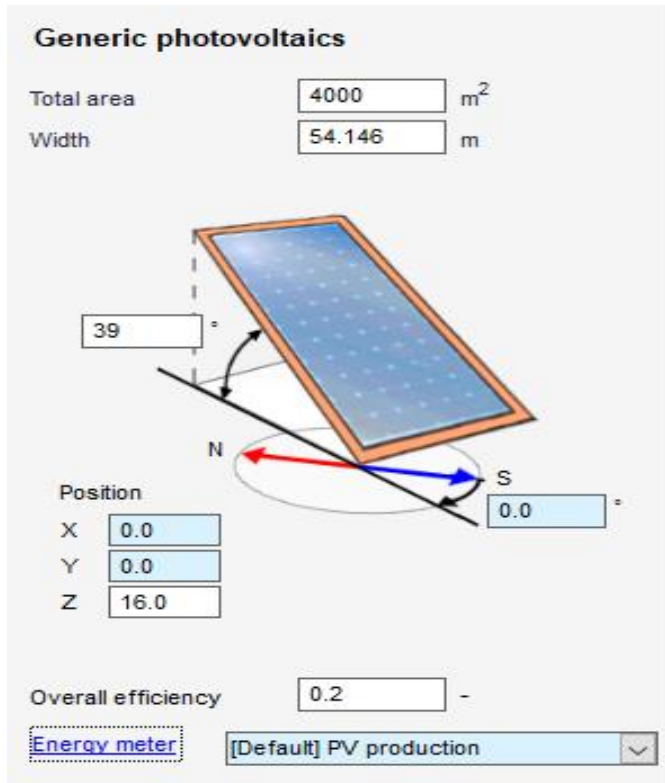 Generic photovoltaics
Total area 4000 m2
Width 54.146 m
39 °
N
S
0.0 °
Position
X 0.0
Y 0.0
Z 16.0
Overall efficiency 0.2 -
Energy meter [Default] PV production